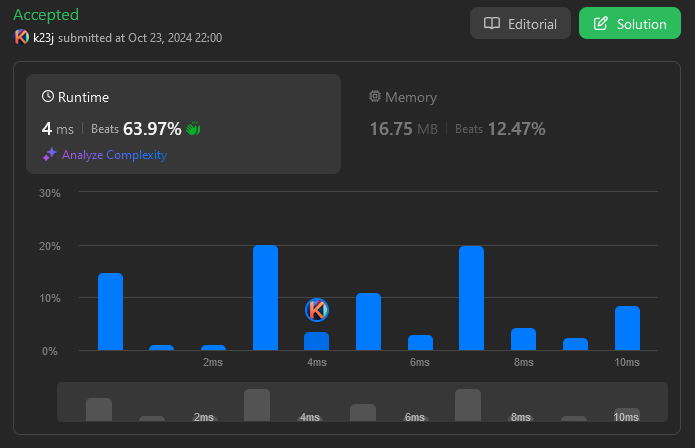 Accepted
k23j submitted at Oct 23, 2024 22:00
Editorial
Solution
Runtime
4 ms | Beats 63.97%
Analyze Complexity
Memory
16.75 MB | Beats 12.47%
30%
20%
10%
0%
2ms 4ms 6ms 8ms 10ms
2ms 4ms 6ms 8ms 10ms